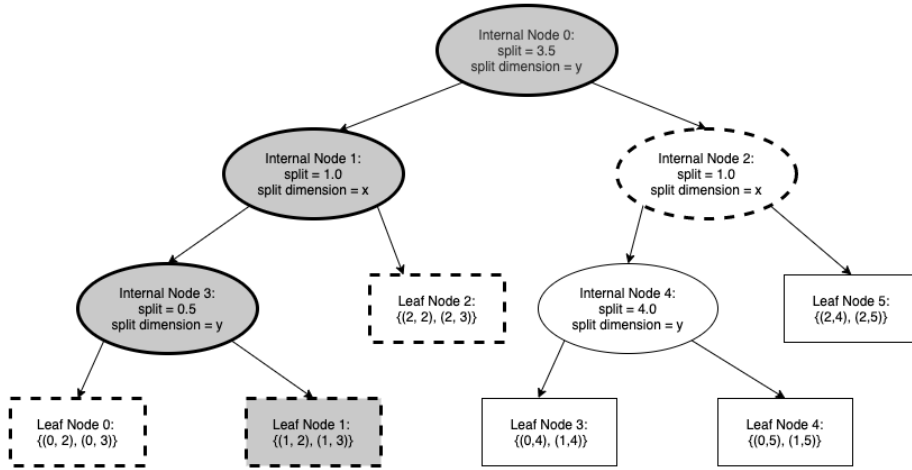 Internal Node 0:
split = 3.5
split dimension = y
Internal Node 1:
split = 1.0
split dimension = x
Internal Node 2:
split = 1.0
split dimension = x
Internal Node 3:
split = 0.5
split dimension = y
Leaf Node 2:
{(2, 2), (2, 3)}
Internal Node 4:
split = 4.0
split dimension = y
Leaf Node 5:
{(2,4), (2,5)}
Leaf Node 0:
{(0, 2), (0, 3)}
Leaf Node 1:
{(1, 2), (1, 3)}
Leaf Node 3:
{(0,4), (1,4)}
Leaf Node 4:
{(0,5), (1,5)}